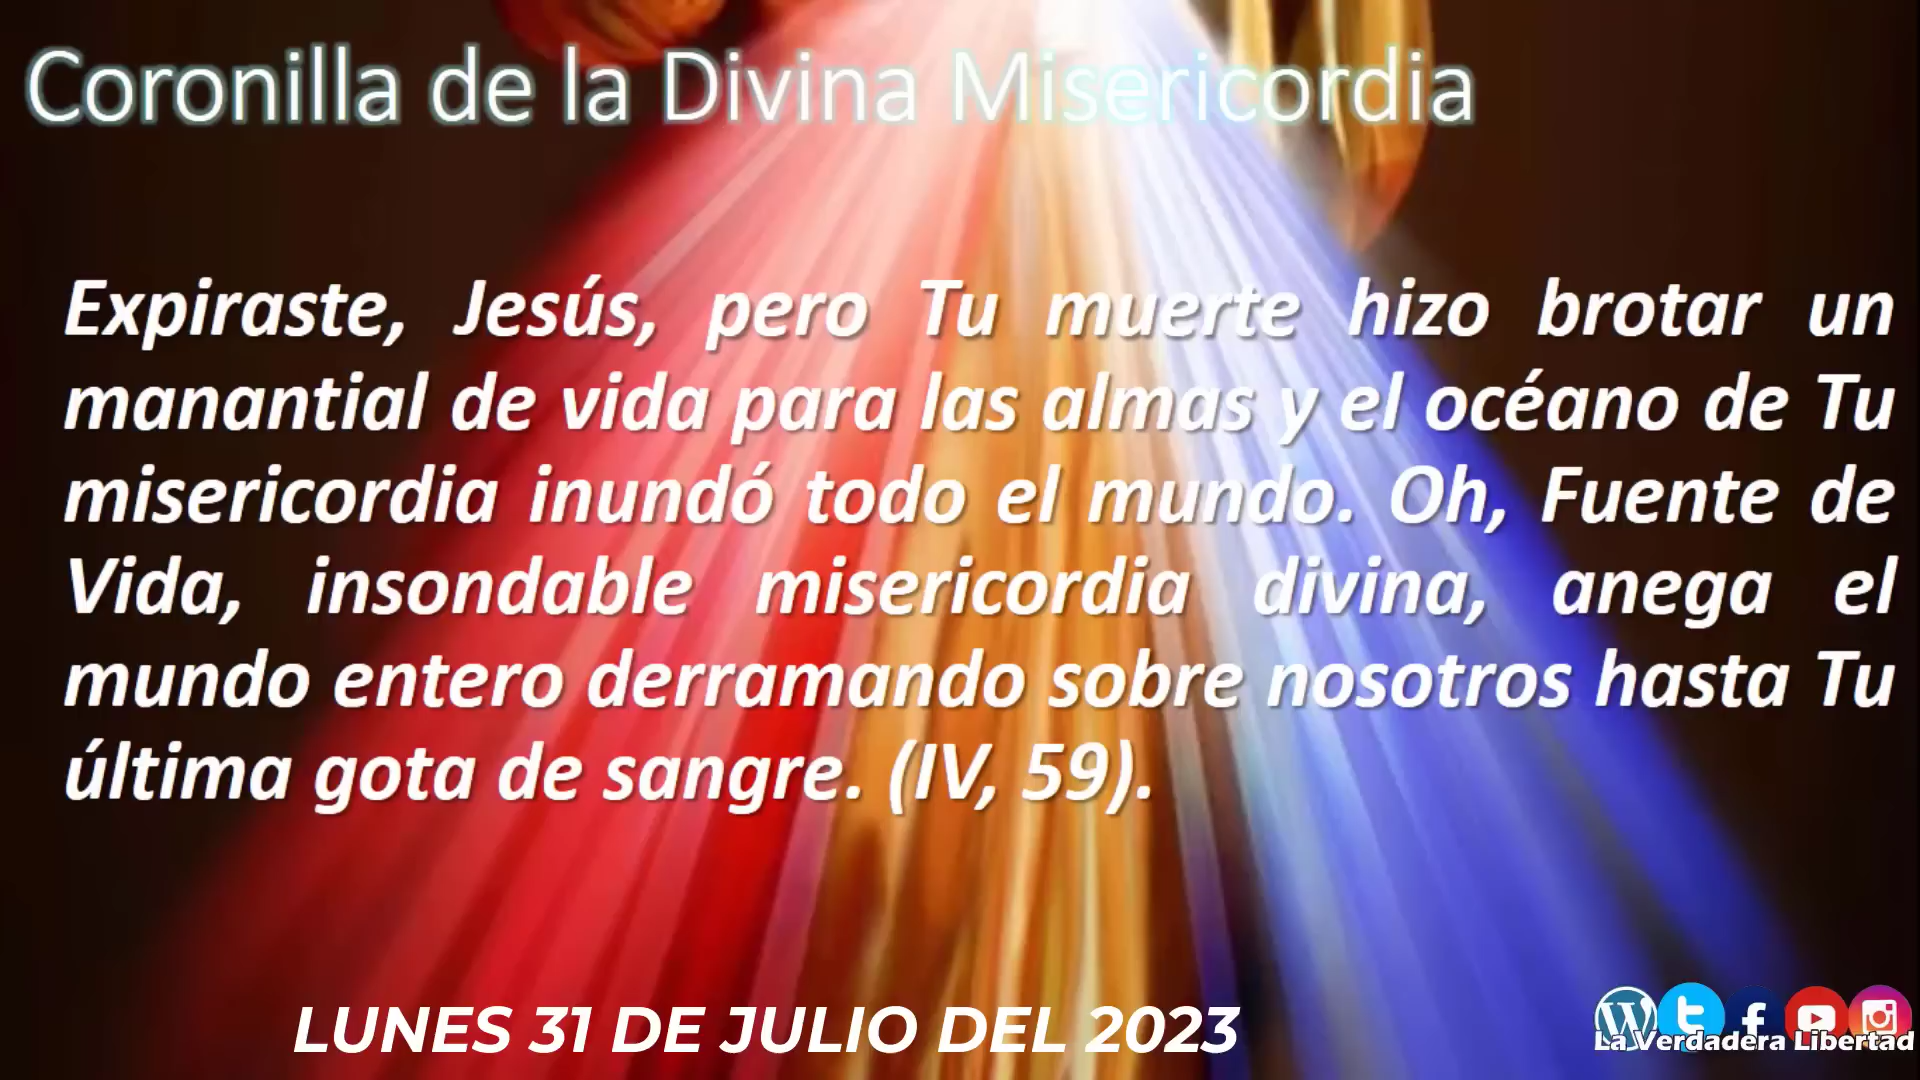 Coronilla de la Divina Misericordia
Expiraste, Jesús, pero Tu muerte hizo brotar un
manantial de vida para las almas y el océano de Tu
misericordia inundó todo el mundo. Oh, Fuente de
Vida, insondable misericordia divina, anega el
mundo entero derramando sobre nosotros hasta Tu
última gota de sangre. (IV, 59).
LUNES 31 DE JULIO DEL 2023
La Verdadera Libertad